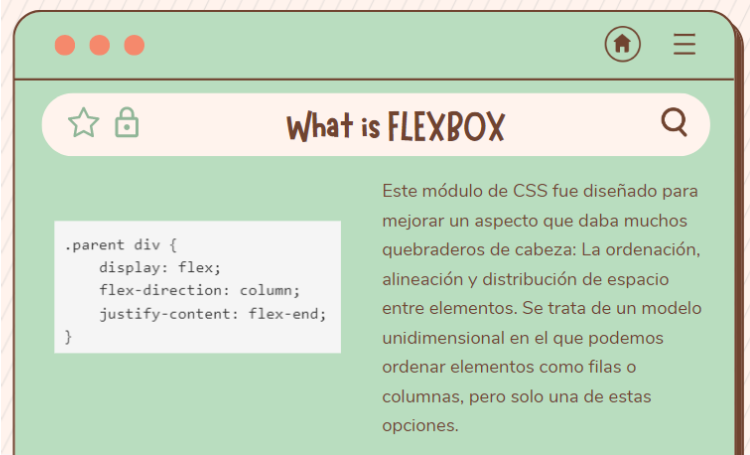 What is FLEXBOX
.parent div {
    display: flex;
    flex-direction: column;
    justify-content: flex-end;
}
Este módulo de CSS fue diseñado para
mejorar un aspecto que daba muchos
quebraderos de cabeza: La ordenación,
alineación y distribución de espacio
entre elementos. Se trata de un modelo
unidimensional en el que podemos
ordenar elementos como filas o
columnas, pero solo una de estas
opciones.